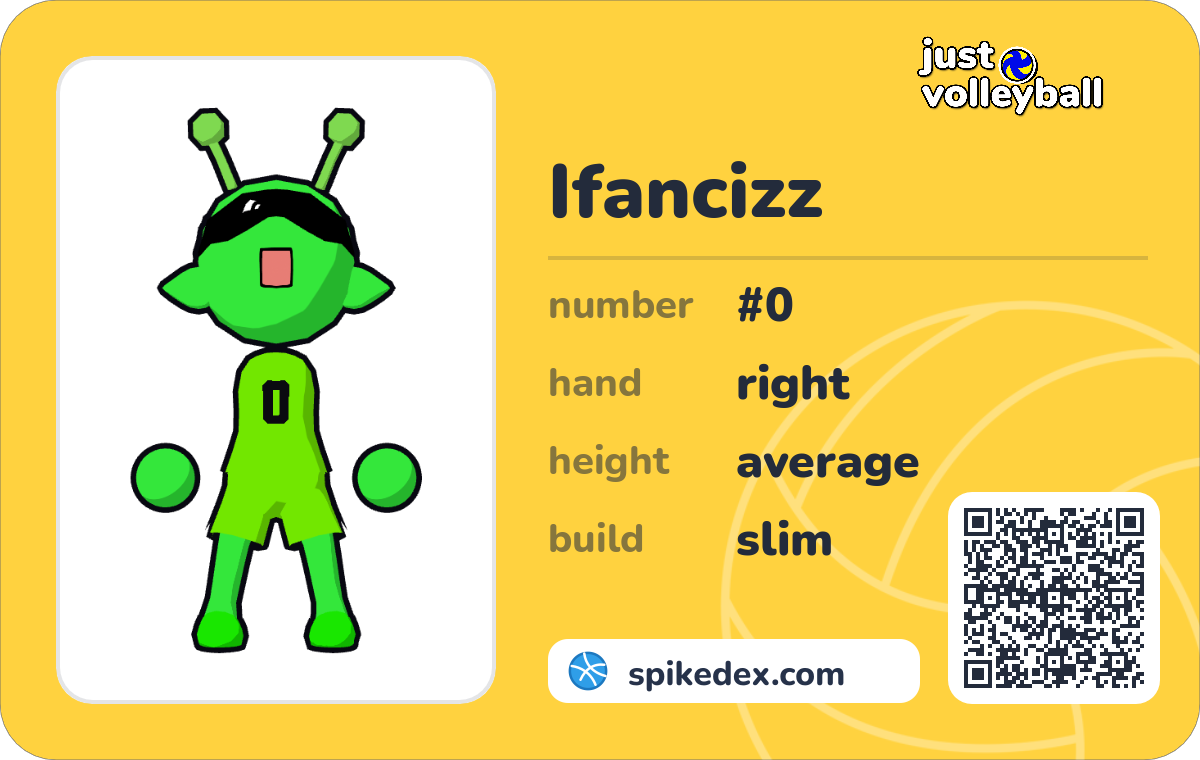 just
volleyball
Ifancizz
number #0
hand right
height average
build slim
0
spikedex.com